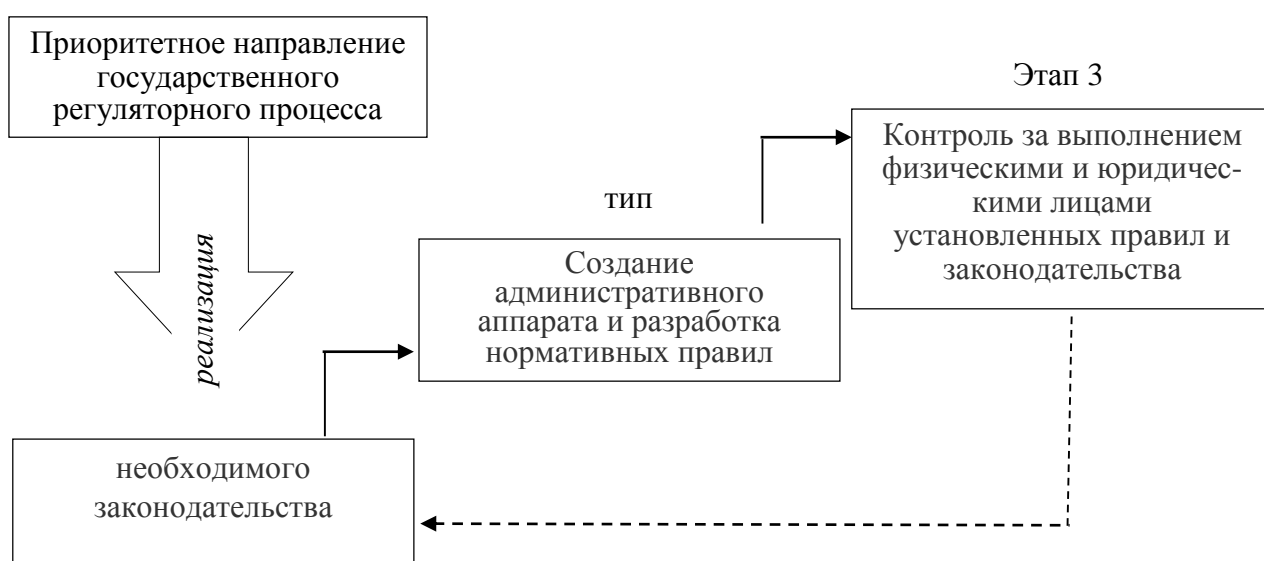 Приоритетное направление
государственного
регуляторного процесса
реализация
необходимого
законодательства
тип
Создание
административного
аппарата и разработка
нормативных правил
Этап 3
Контроль за выполнением
физическими и юридичес-
кими лицами
установленных правил и
законодательства